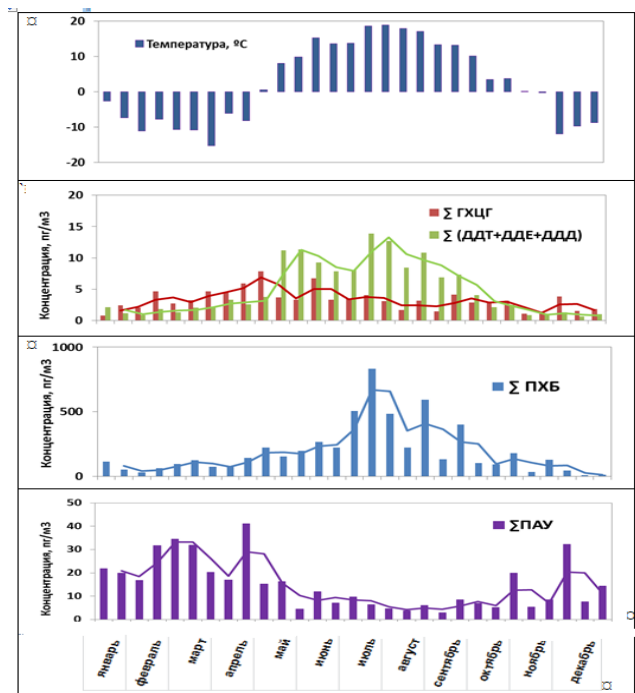 20
10
0
-10
-20
Температура, ºС
Концентрация, пг/м3
20
15
10
5
0
∑ ГХЦГ
∑ (ДДТ+ДДЕ+ДДД)
Концентрация, пг/м3
1000
500
0
∑ ПХБ
Концентрация, пг/м3
50
40
30
20
10
0
∑ПАУ
январь
февраль
март
апрель
май
июнь
июль
август
сентябрь
октябрь
ноябрь
декабрь